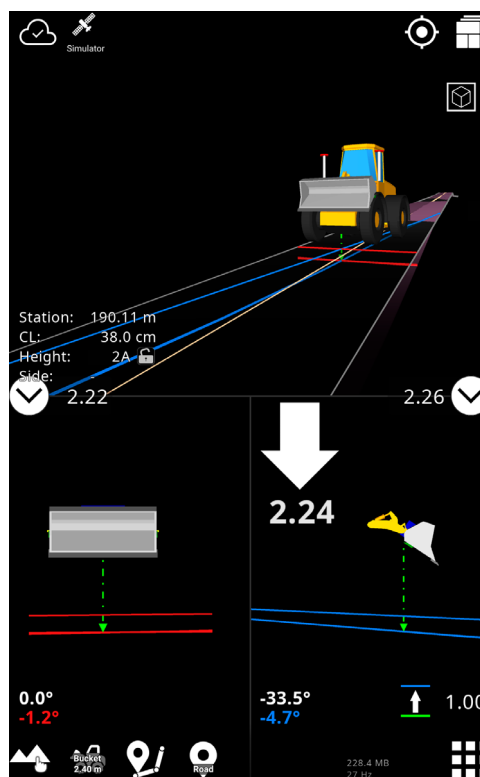 Simulator
Station: 190.11 m
CL: 38.0 cm
Height: 2A
Side: -
2.22
2.26
2.24
0.0°
-1.2°
-33.5°
-4.7°
1.00
Bucket
2,40 m
Road
228.4 MB
27 Hz